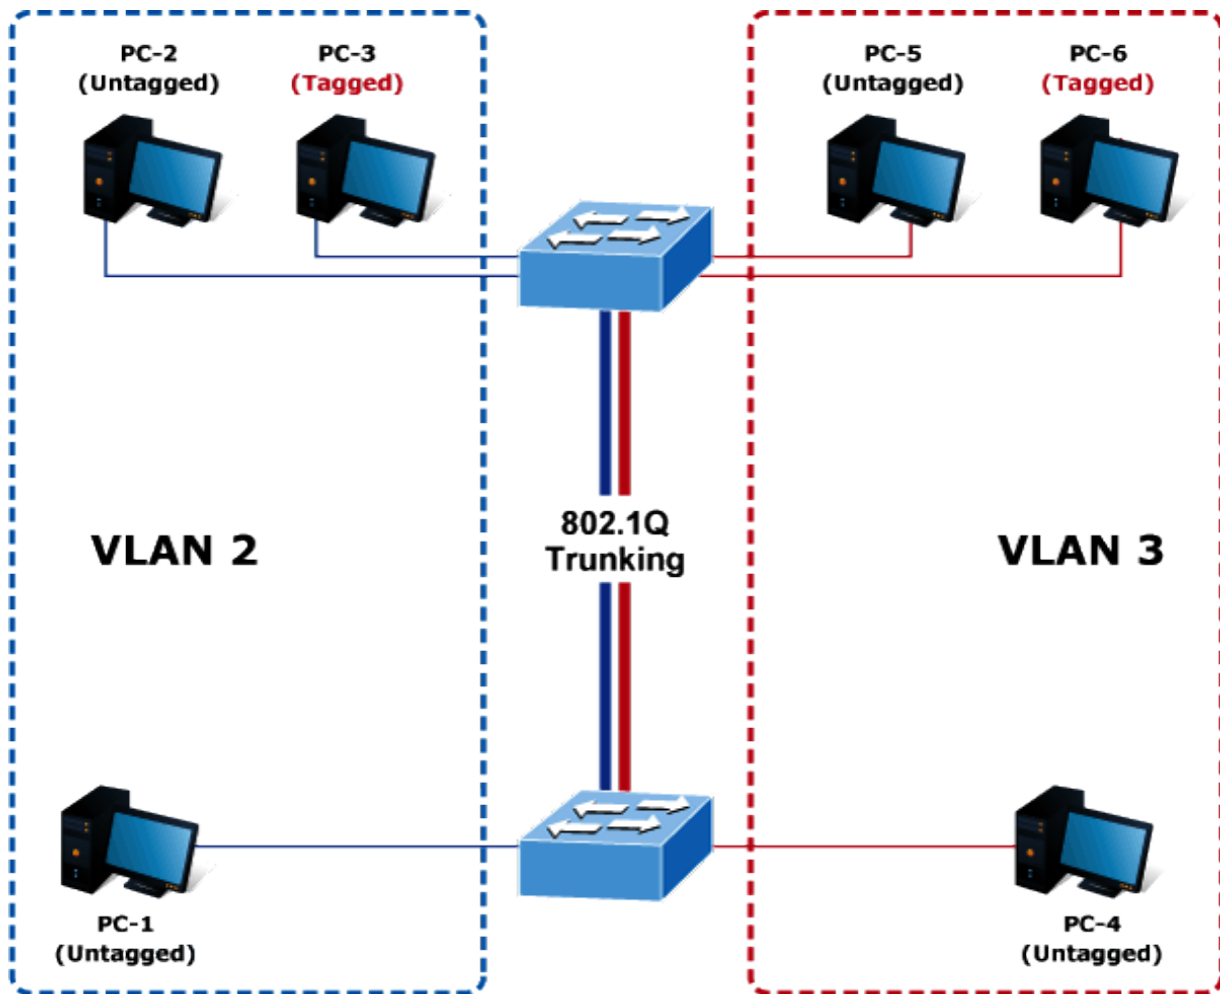 PC-2
(Untagged)
PC-3
(Tagged)
PC-5
(Untagged)
PC-6
(Tagged)
802.1Q
Trunking
VLAN 2
VLAN 3
PC-1
(Untagged)
PC-4
(Untagged)